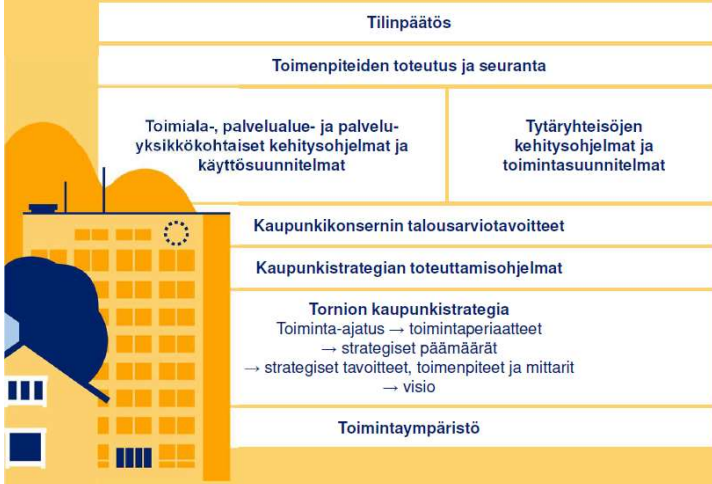 Tilinpäätös
Toimenpiteiden toteutus ja seuranta
Toimiala-, palvelualue- ja palvelu-
yksikkökohtaiset kehitysohjelmat ja
käyttösuunnitelmat
Tytäryhteisöjen
kehitysohjelmat ja
toimintasuunnitelmat
Kaupunkikonsernin talousarviotavoitteet
Kaupunkistrategian toteuttamisohjelmat
Tornion kaupunkistrategia
Toiminta-ajatus → toimintaperiaatteet
→ strategiset päämäärät
→ strategiset tavoitteet, toimenpiteet ja mittarit
→ visio
Toimintaympäristö